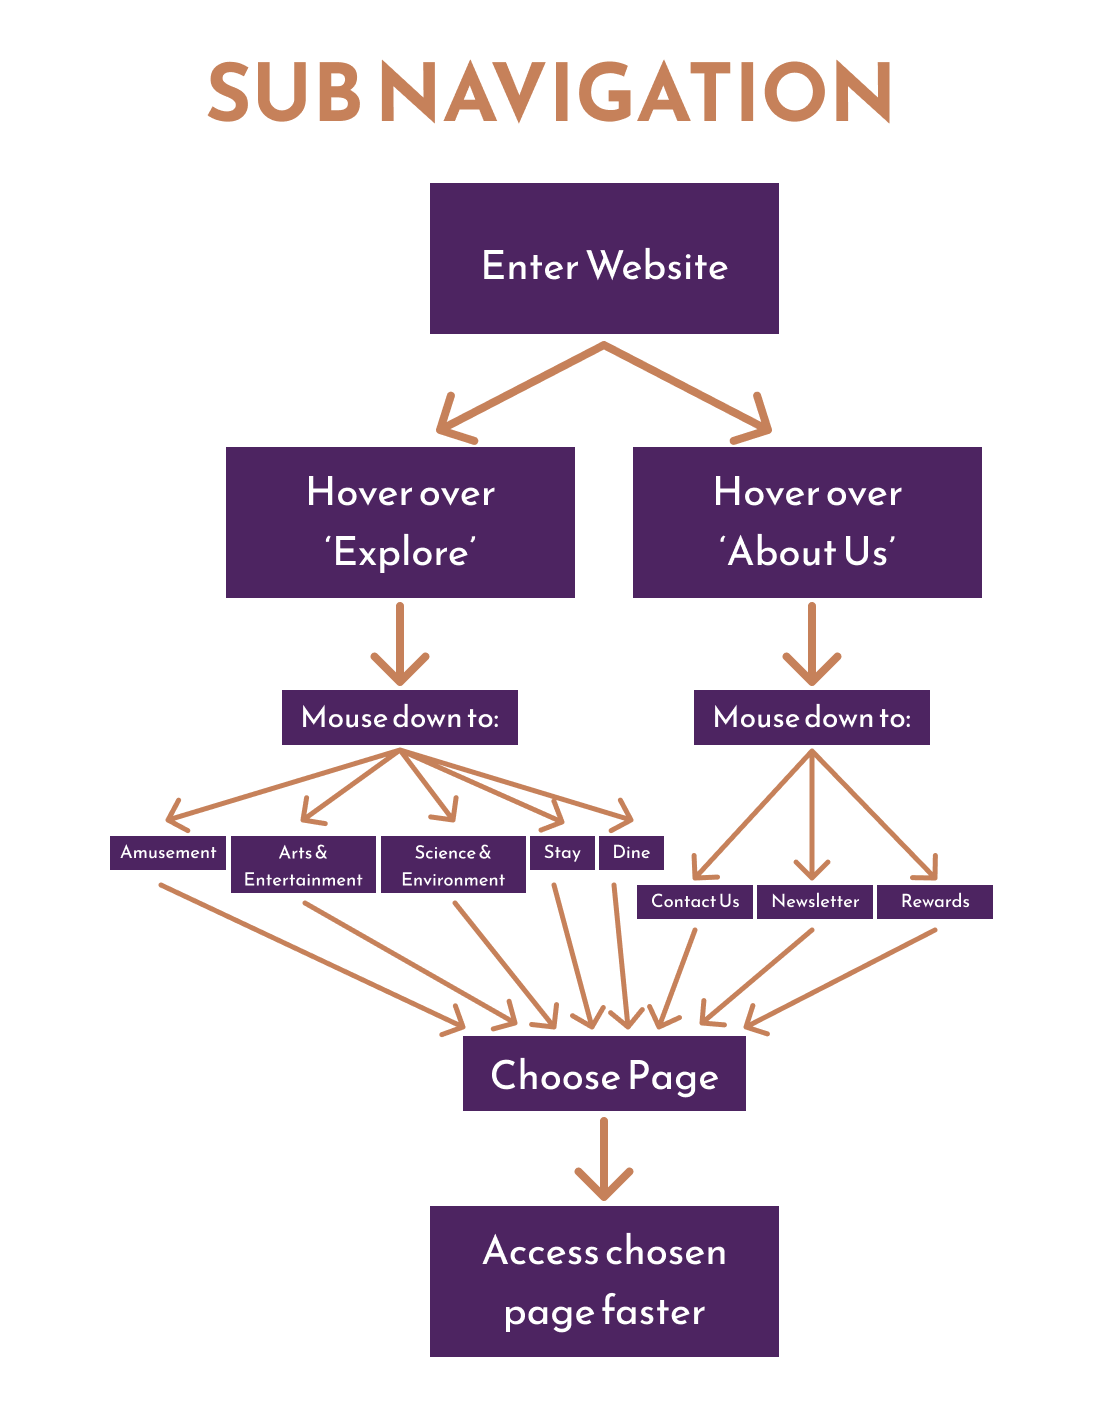 SUB NAVIGATION
Enter Website
Hover over
‘Explore’
Hover over
‘About Us’
Mouse down to:
Mouse down to:
Amusement
Arts &
Entertainment
Science &
Environment
Stay
Dine
Contact Us
Newsletter
Rewards
Choose Page
Access chosen
page faster